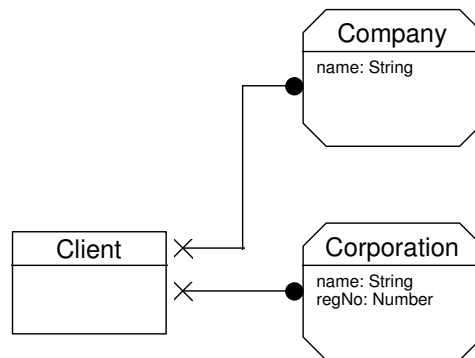 Company
name: String
Client
Corporation
name: String
regNo: Number